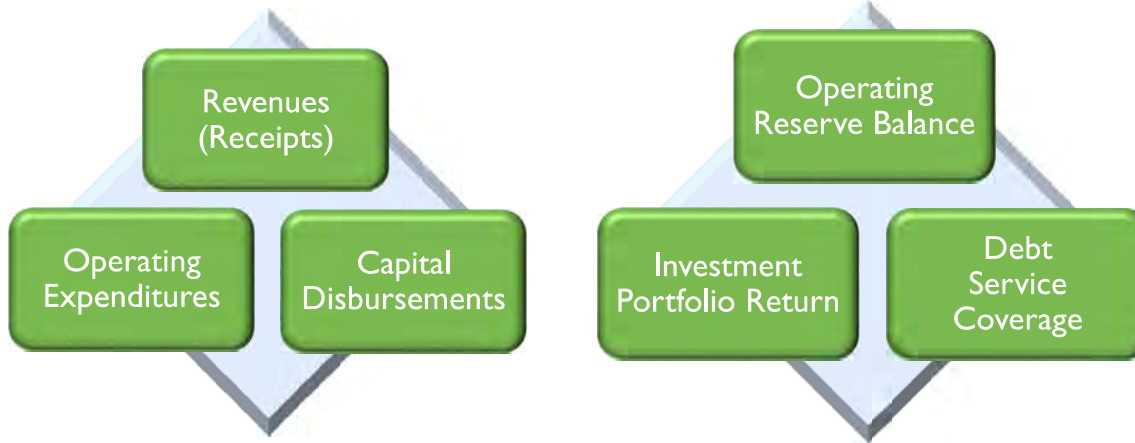 Revenues
(Receipts)
Operating
Expenditures
Capital
Disbursements
Operating
Reserve Balance
Investment
Portfolio Return
Debt
Service
Coverage